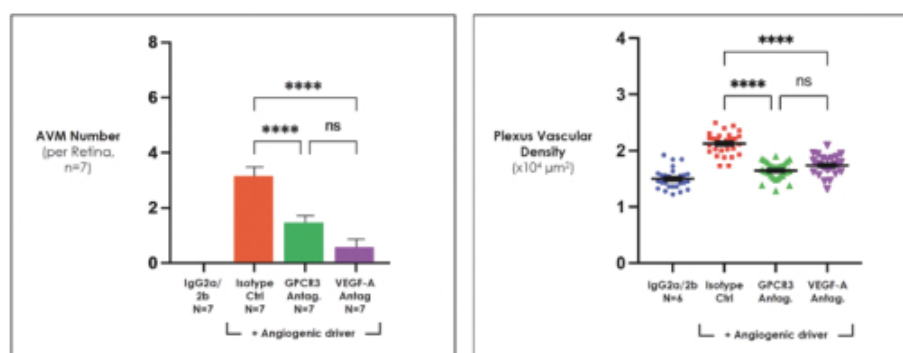 AVM Number
(per Retina,
n=7)
8
6
4
2
0
****
****
ns
IgG2a/
2b
N=7
Isotype
Ctrl
N=7
GPCR3
Antag.
N=7
VEGF-A
Antag
N=7
+ Angiogenic driver
Plexus Vascular
Density
(x10⁴ µm²)
4
3
2
1
0
****
****
ns
IgG2a/2b
N=6
Isotype
Ctrl
GPCR3
Antag.
VEGF-A
Antag.
+ Angiogenic driver